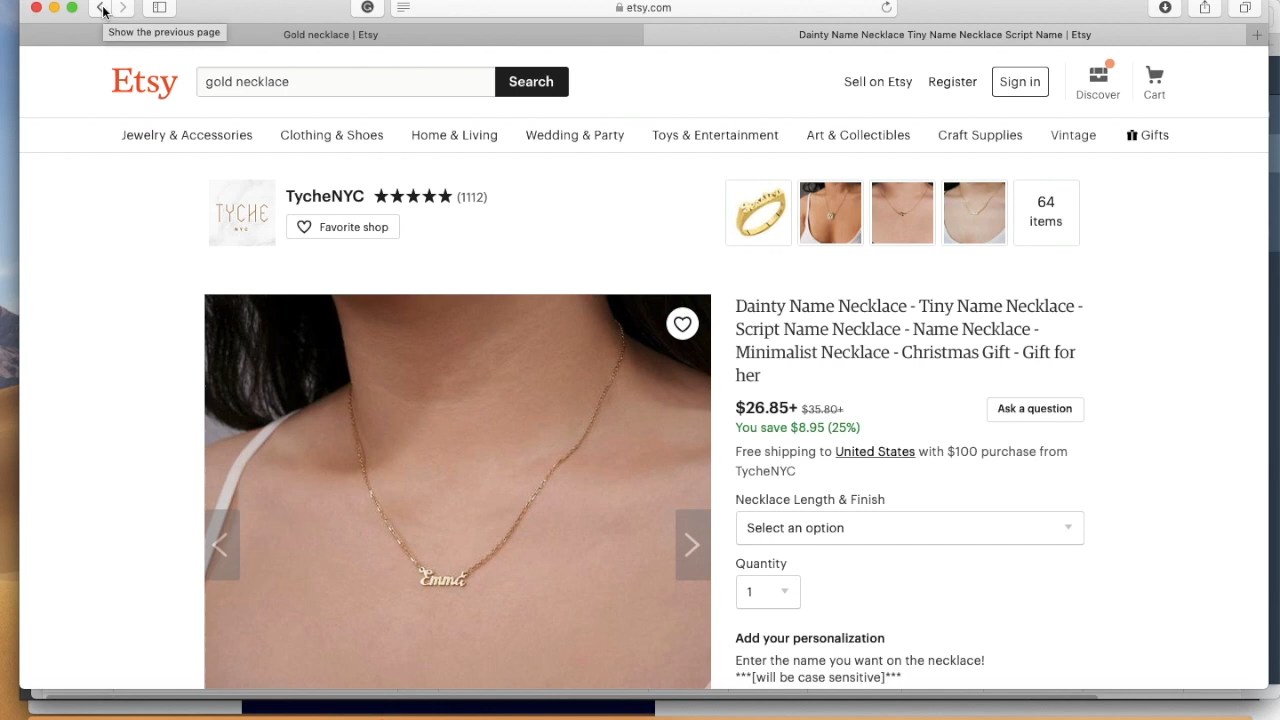 etsy.com
Show the previous page
Gold necklace | Etsy
Dainty Name Necklace Tiny Name Necklace Script Name | Etsy
Etsy
gold necklace
Search
Sell on Etsy
Register
Sign in
Discover
Cart
Jewelry & Accessories
Clothing & Shoes
Home & Living
Wedding & Party
Toys & Entertainment
Art & Collectibles
Craft Supplies
Vintage
Gifts
TYCHE
NYC
TycheNYC ★★★★★ (1112)
Favorite shop
64
items
Dainty Name Necklace - Tiny Name Necklace -
Script Name Necklace - Name Necklace -
Minimalist Necklace - Christmas Gift - Gift for
her
$26.85+ $35.80+
Ask a question
You save $8.95 (25%)
Free shipping to United States with $100 purchase from
TycheNYC
Necklace Length & Finish
Select an option
Quantity
1
Add your personalization
Enter the name you want on the necklace!
***[will be case sensitive]***
Emma